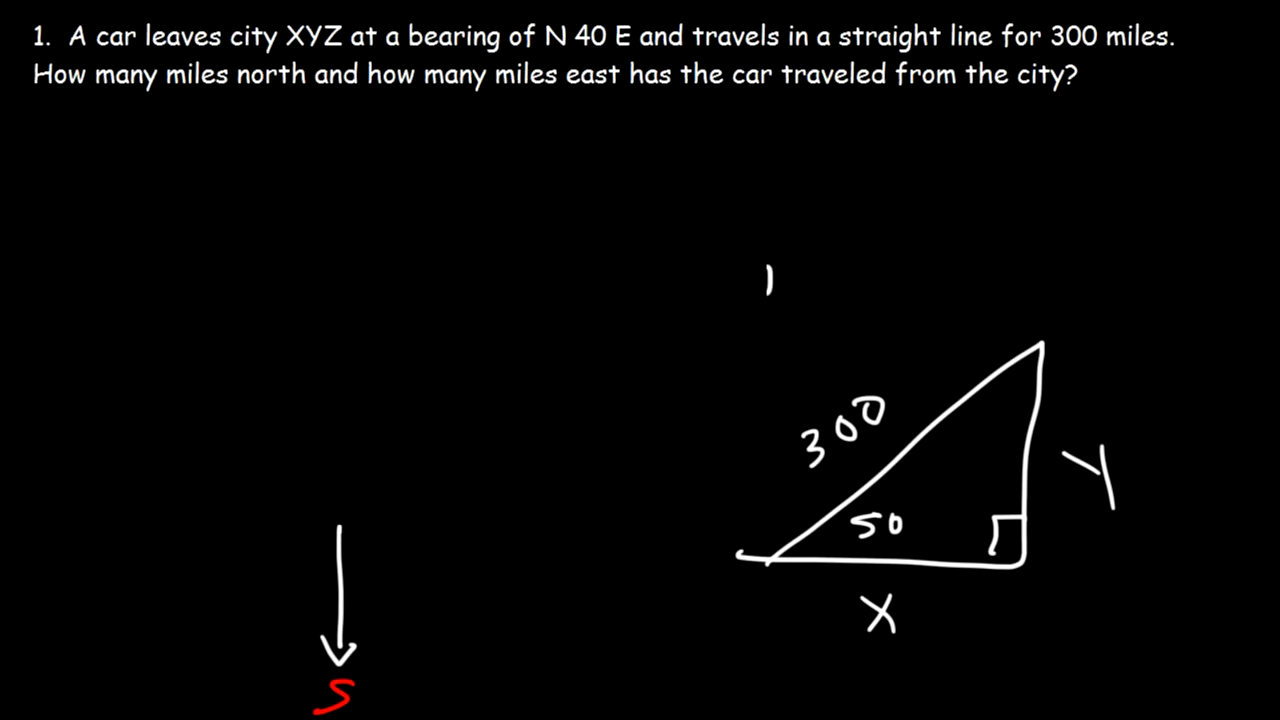 1. A car leaves city XYZ at a bearing of N 40 E and travels in a straight line for 300 miles.
How many miles north and how many miles east has the car traveled from the city?
300
Y
50
X
S